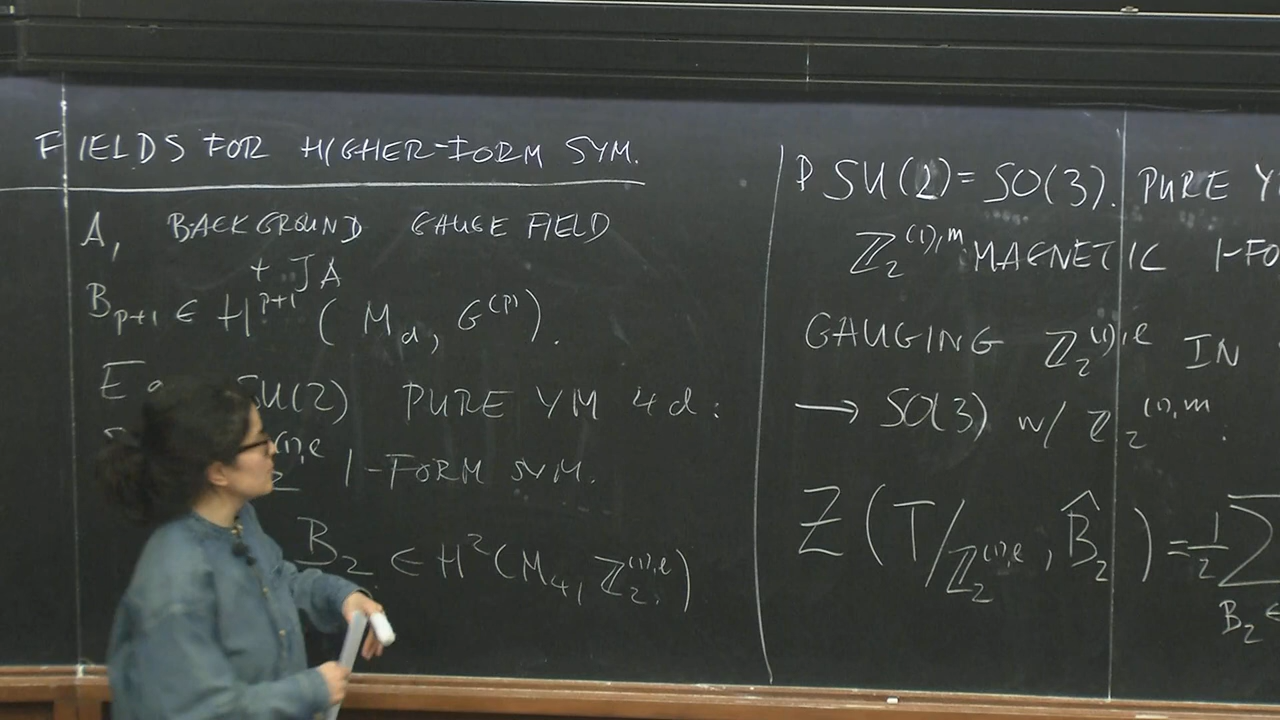 FIELDS FOR HIGHER-FORM SYM.
A, BACKGROUND GAUGE FIELD
+ JA
B_{p+1} ∈ H^{p+1} ( M_d, G^{(p)} ).
SU(2) PURE YM 4d:
1-FORM SYM.
B_2 ∈ H^2 (M_4, Z_2^{(1),e})
PSU(2) = SO(3). PURE
Z_2^{(1),m} MAGNETIC 1-FO
GAUGING Z_2^{(1),e} IN
→ SO(3) w/ Z_2^{(1),m}.
Z ( T/Z_2^{(1),e}, \hat{B}_2 ) = 1/2 Σ
B_2 ∈